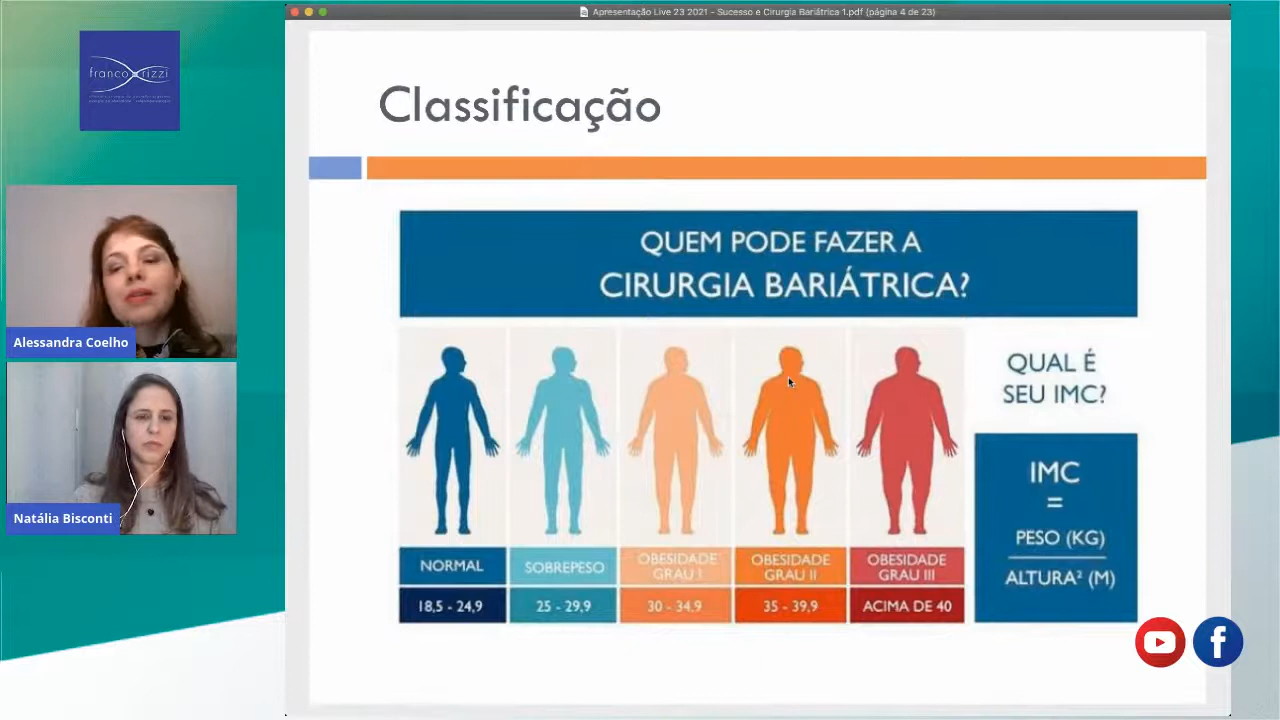 Apresentação Live 23 2021 - Sucesso e Cirurgia Bariátrica 1.pdf (página 4 de 23)
franco rizzi
Classificação
QUEM PODE FAZER A
CIRURGIA BARIÁTRICA?
QUAL É
SEU IMC?
IMC
=
PESO (KG)
ALTURA² (M)
NORMAL
18,5 - 24,9
SOBREPESO
25 - 29,9
OBESIDADE
GRAU I
30 - 34,9
OBESIDADE
GRAU II
35 - 39,9
OBESIDADE
GRAU III
ACIMA DE 40
Alessandra Coelho
Natália Bisconti